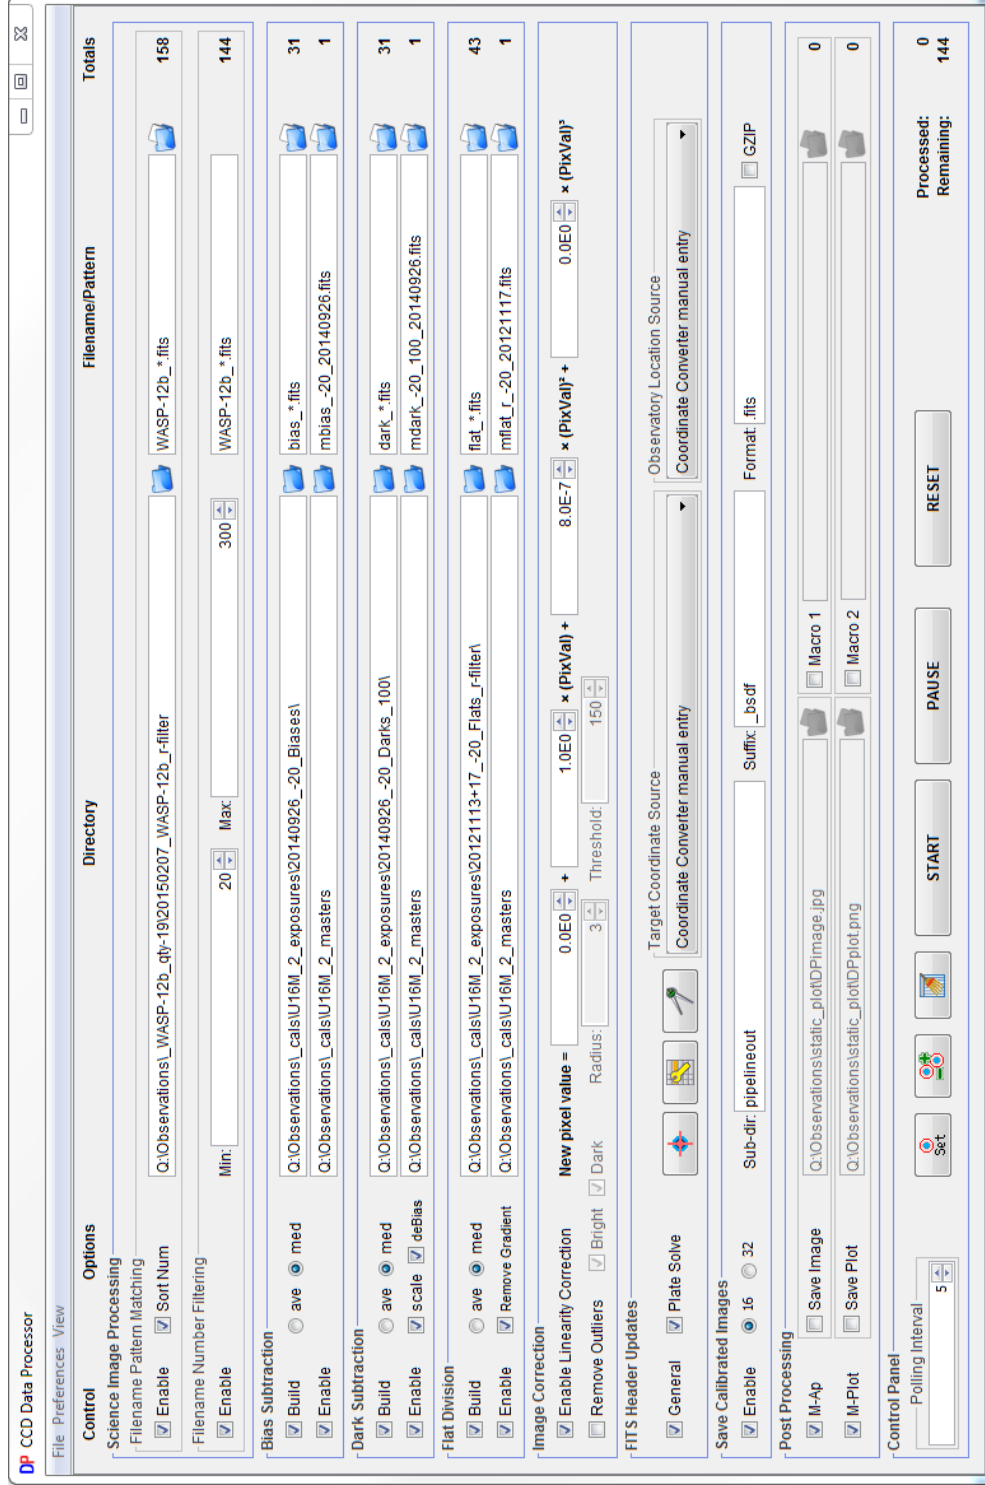 DP CCD Data Processor
File Preferences View
Control Options Directory Filename/Pattern Totals
Science Image Processing
Filename Pattern Matching
Enable Sort Num Q:\Observations\_WASP-12b_qty-19\20150207_WASP-12b_r-filter WASP-12b_*.fits 158
Filename Number Filtering
Enable Min: 20 Max: 300 WASP-12b_*.fits 144
Bias Subtraction
Build ave med Q:\Observations\_cals\U16M_2_exposures\20140926_-20_Biases\ bias_*.fits 31
Enable Q:\Observations\_cals\U16M_2_masters mbias_-20_20140926.fits 1
Dark Subtraction
Build ave med Q:\Observations\_cals\U16M_2_exposures\20140926_-20_Darks_100\ dark_*.fits 31
Enable scale deBias Q:\Observations\_cals\U16M_2_masters mdark_-20_100_20140926.fits 1
Flat Division
Build ave med Q:\Observations\_cals\U16M_2_exposures\20121113+17_-20_Flats_r-filter\ flat_*.fits 43
Enable Remove Gradient Q:\Observations\_cals\U16M_2_masters mflat_r_-20_20121117.fits 1
Image Correction
Enable Linearity Correction New pixel value = 0.0E0 + 1.0E0 × (PixVal) + 8.0E-7 × (PixVal)² + 0.0E0 × (PixVal)³
Remove Outliers Bright Dark Radius: 3 Threshold: 150
FITS Header Updates
Target Coordinate Source Observatory Location Source
General Plate Solve Coordinate Converter manual entry Coordinate Converter manual entry
Save Calibrated Images
Enable 16 32 Sub-dir: pipelineout Suffix: _bsdf Format: .fits GZIP
Post Processing
M-Ap Save Image Q:\Observations\static_plot\DPimage.jpg Macro 1 0
M-Plot Save Plot Q:\Observations\static_plot\DPplot.png Macro 2 0
Control Panel
Polling Interval
5 Set START PAUSE RESET
Processed: 0
Remaining: 144